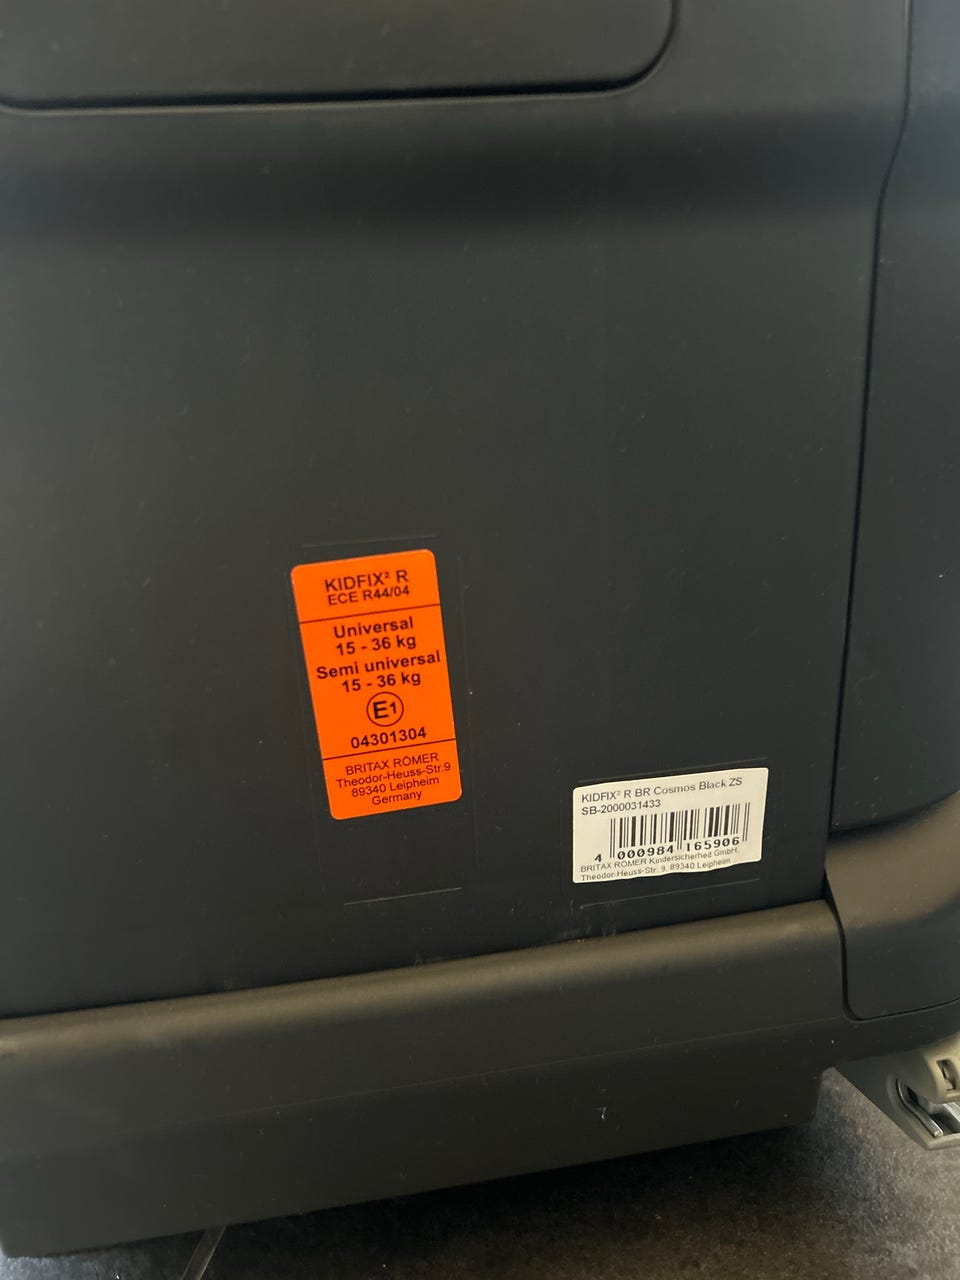 KIDFIX² R
ECE R44/04
Universal
15 - 36 kg
Semi universal
15 - 36 kg
E1
04301304
BRITAX RÖMER
Theodor-Heuss-Str.9
89340 Leipheim
Germany
KIDFIX² R BR Cosmos Black ZS
SB-2000031433
4 000984 165906
BRITAX RÖMER Kindersicherheit GmbH.
Theodor-Heuss-Str. 9, 89340 Leipheim